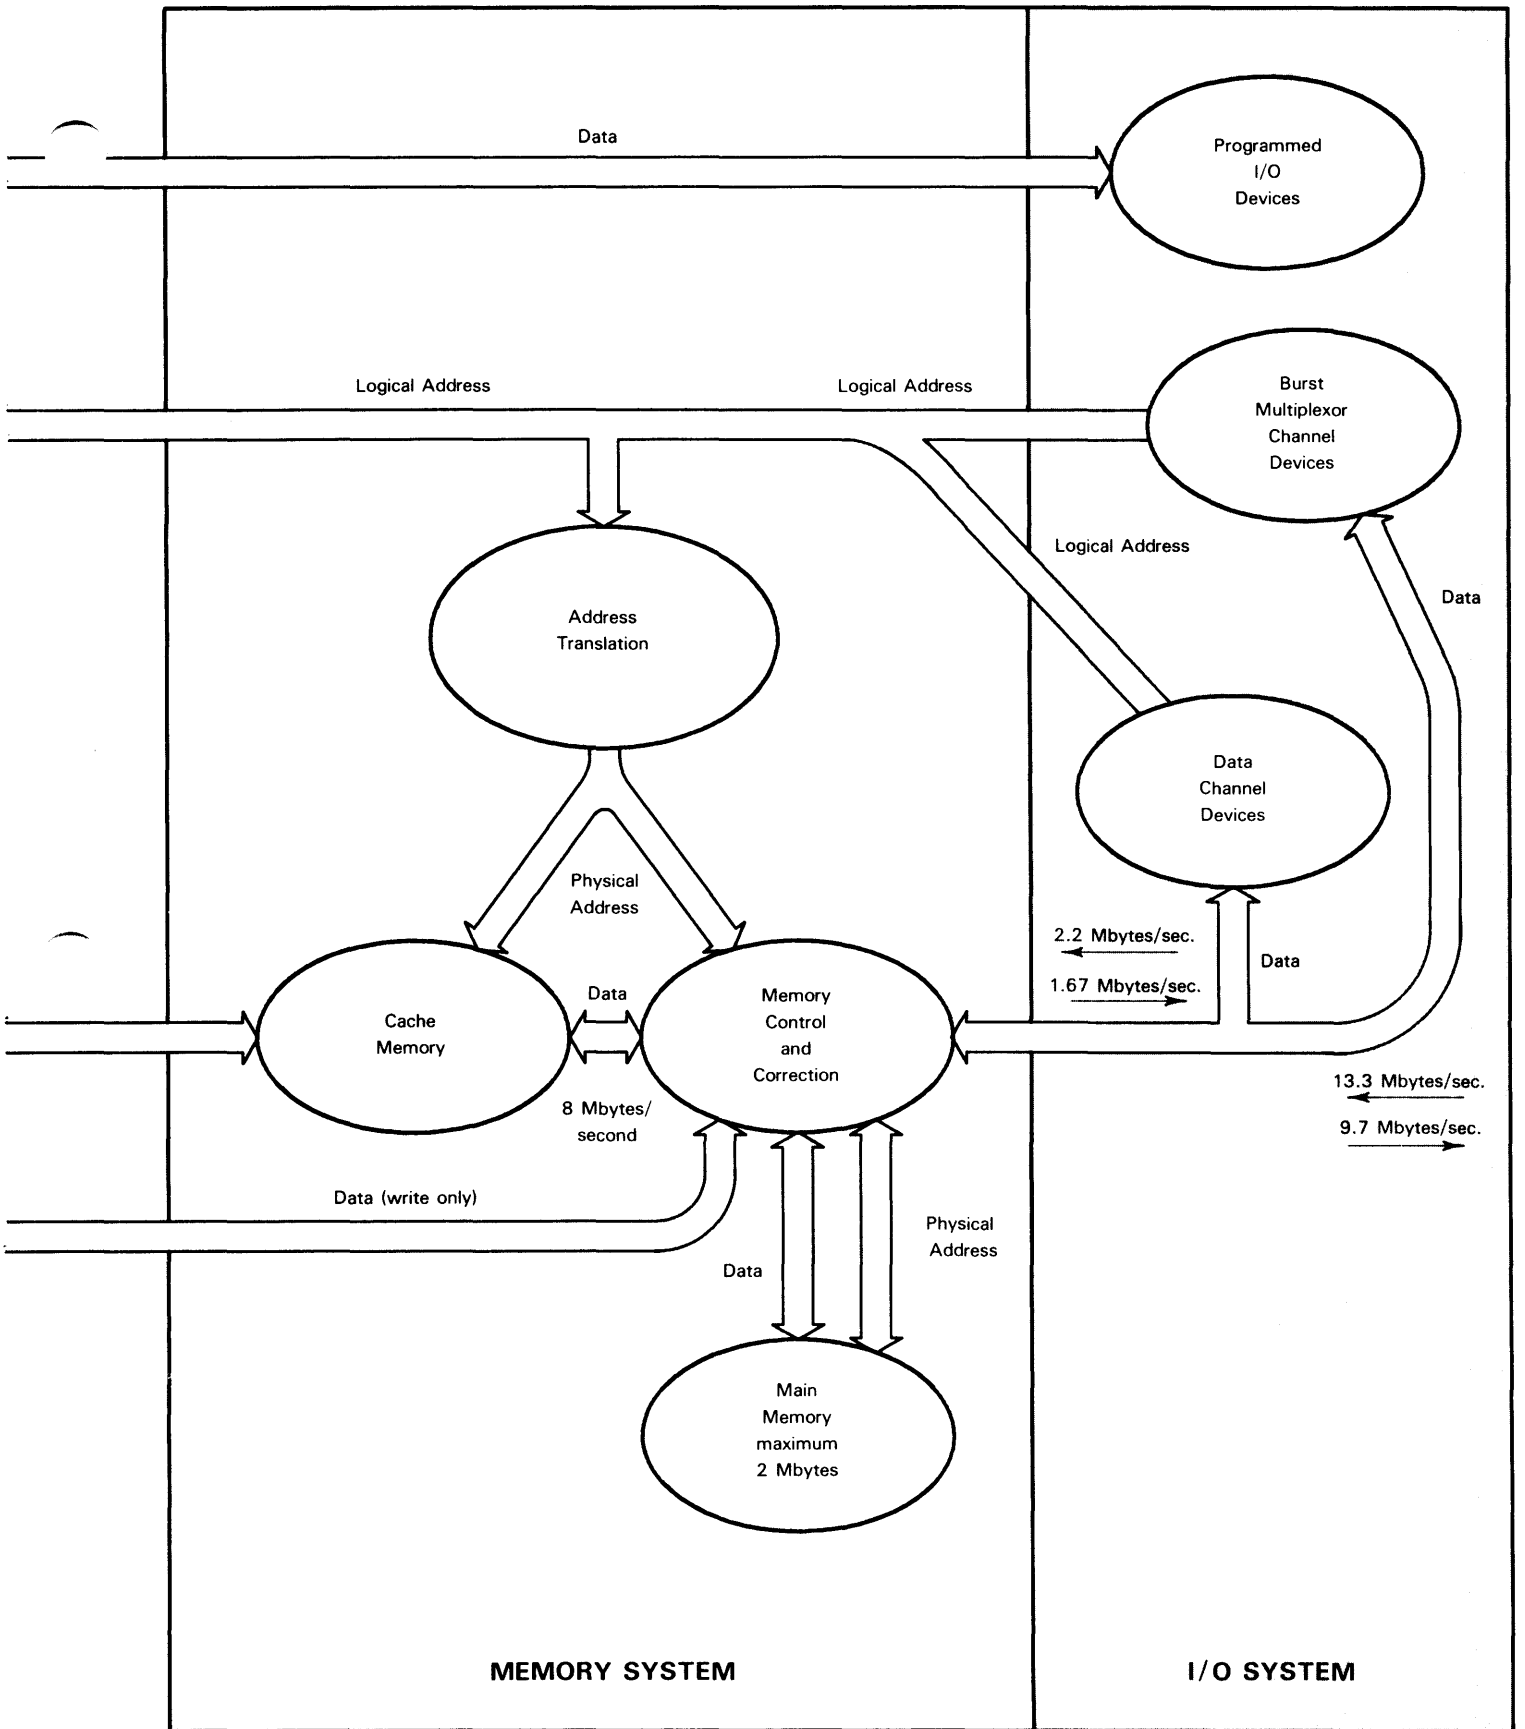 Data
Programmed
I/O
Devices
Logical Address
Logical Address
Burst
Multiplexor
Channel
Devices
Logical Address
Data
Address
Translation
Data
Channel
Devices
Physical
Address
2.2 Mbytes/sec.
Data
1.67 Mbytes/sec.
Cache
Memory
Data
8 Mbytes/
second
Memory
Control
and
Correction
13.3 Mbytes/sec.
9.7 Mbytes/sec.
Data (write only)
Data
Physical
Address
Main
Memory
maximum
2 Mbytes
MEMORY SYSTEM
I/O SYSTEM